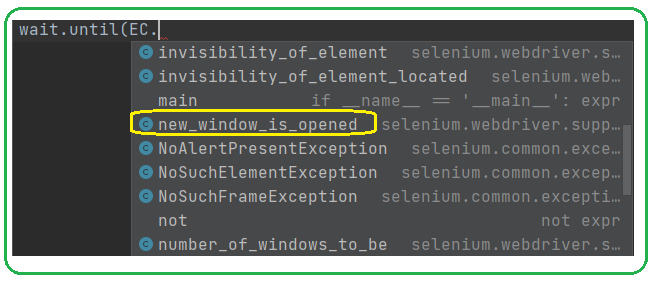 wait.until(EC.
invisibility_of_element selenium.webdriver.s…
invisibility_of_element_located selenium.web…
main if __name__ == '__main__': expr
new_window_is_opened selenium.webdriver.supp…
NoAlertPresentException selenium.common.exce…
NoSuchElementException selenium.common.excep…
NoSuchFrameException selenium.common.excepti…
not not expr
number_of_windows_to_be selenium.webdriver.s…